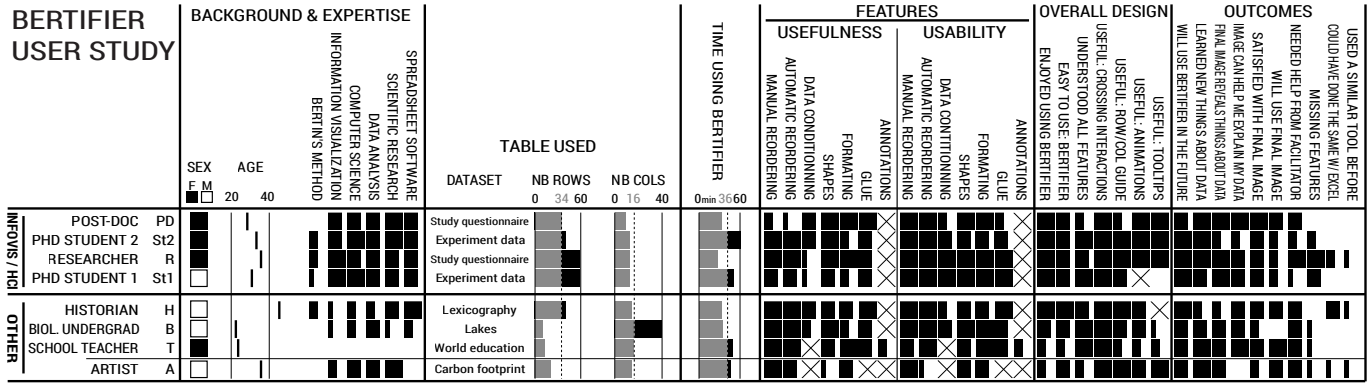 BERTIFIER
USER STUDY
BACKGROUND & EXPERTISE
SEX
F M
AGE
20 40
BERTIN'S METHOD
INFORMATION VISUALIZATION
COMPUTER SCIENCE
DATA ANALYSIS
SCIENTIFIC RESEARCH
SPREADSHEET SOFTWARE
TABLE USED
DATASET
NB ROWS
0 34 60
NB COLS
0 16 40
TIME USING BERTIFIER
0min 36 60
FEATURES
USEFULNESS
MANUAL REORDERING
AUTOMATIC REORDERING
DATA CONDITIONNING
SHAPES
FORMATING
GLUE
ANNOTATIONS
USABILITY
MANUAL REORDERING
AUTOMATIC REORDERING
DATA CONTITIONNING
SHAPES
FORMATING
GLUE
ANNOTATIONS
OVERALL DESIGN
ENJOYED USING BERTIFIER
EASY TO USE: BERTIFIER
UNDERSTOOD ALL FEATURES
USEFUL: CROSSING INTERACTIONS
USEFUL: ROW/COL GUIDE
USEFUL: ANIMATIONS
USEFUL: TOOLTIPS
OUTCOMES
WILL USE BERTIFIER IN THE FUTURE
LEARNED NEW THINGS ABOUT DATA
FINAL IMAGE REVEALS THINGS ABOUT DATA
IMAGE CAN HELP ME EXPLAIN MY DATA
SATISFIED WITH FINAL IMAGE
WILL USE FINAL IMAGE
NEEDED HELP FROM FACILITATOR
MISSING FEATURES
COULD HAVE DONE THE SAME W/ EXCEL
USED A SIMILAR TOOL BEFORE
INFOVIS / HCI
POST-DOC PD Study questionnaire
PHD STUDENT 2 St2 Experiment data
RESEARCHER R Study questionnaire
PHD STUDENT 1 St1 Experiment data
OTHER
HISTORIAN H Lexicography
BIOL. UNDERGRAD B Lakes
SCHOOL TEACHER T World education
ARTIST A Carbon footprint